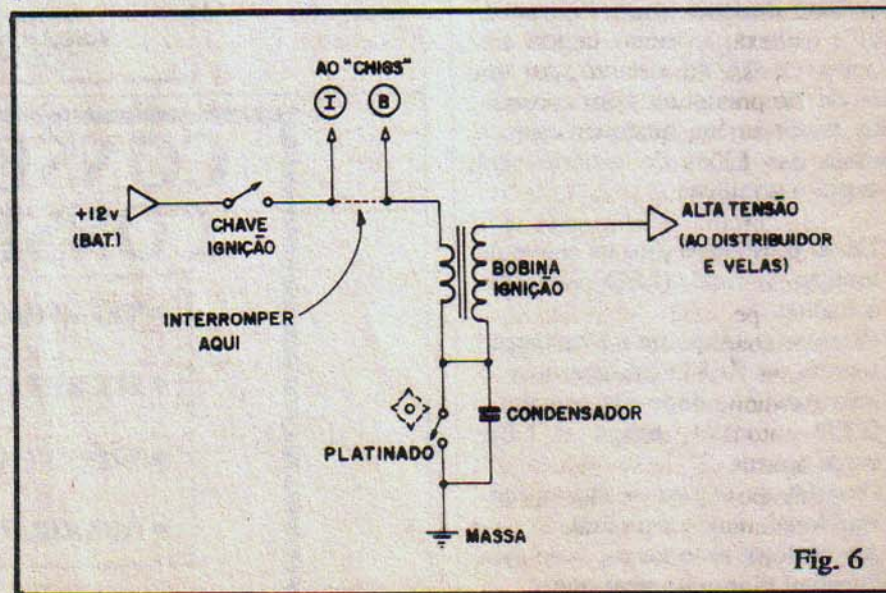 AO "CHIGS"
I B
+12v
(BAT.)
CHAVE
IGNIÇÃO
INTERROMPER
AQUI
BOBINA
IGNIÇÃO
ALTA TENSÃO
(AO DISTRIBUIDOR
E VELAS)
PLATINADO
CONDENSADOR
MASSA
Fig. 6